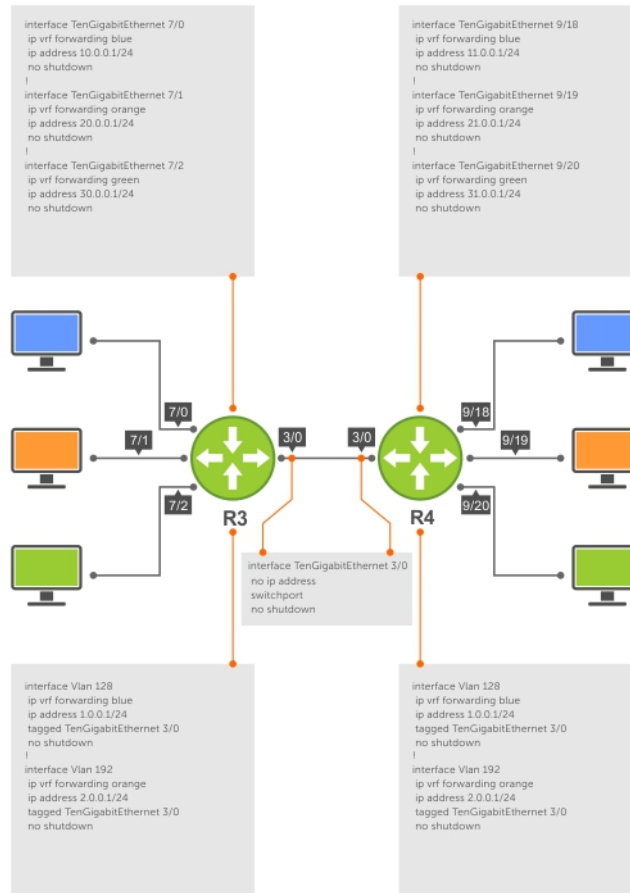 interface TenGigabitEthernet 7/0
ip vrf forwarding blue
ip address 10.0.0.1/24
no shutdown
!
interface TenGigabitEthernet 7/1
ip vrf forwarding orange
ip address 20.0.0.1/24
no shutdown
!
interface TenGigabitEthernet 7/2
ip vrf forwarding green
ip address 30.0.0.1/24
no shutdown
interface TenGigabitEthernet 9/18
ip vrf forwarding blue
ip address 11.0.0.1/24
no shutdown
!
interface TenGigabitEthernet 9/19
ip vrf forwarding orange
ip address 21.0.0.1/24
no shutdown
!
interface TenGigabitEthernet 9/20
ip vrf forwarding green
ip address 31.0.0.1/24
no shutdown
7/0
7/1
7/2
3/0
3/0
9/18
9/19
9/20
R3
R4
interface TenGigabitEthernet 3/0
no ip address
switchport
no shutdown
interface Vlan 128
ip vrf forwarding blue
ip address 1.0.0.1/24
tagged TenGigabitEthernet 3/0
no shutdown
!
interface Vlan 192
ip vrf forwarding orange
ip address 2.0.0.1/24
tagged TenGigabitEthernet 3/0
no shutdown
interface Vlan 128
ip vrf forwarding blue
ip address 1.0.0.1/24
tagged TenGigabitEthernet 3/0
no shutdown
!
interface Vlan 192
ip vrf forwarding orange
ip address 2.0.0.1/24
tagged TenGigabitEthernet 3/0
no shutdown